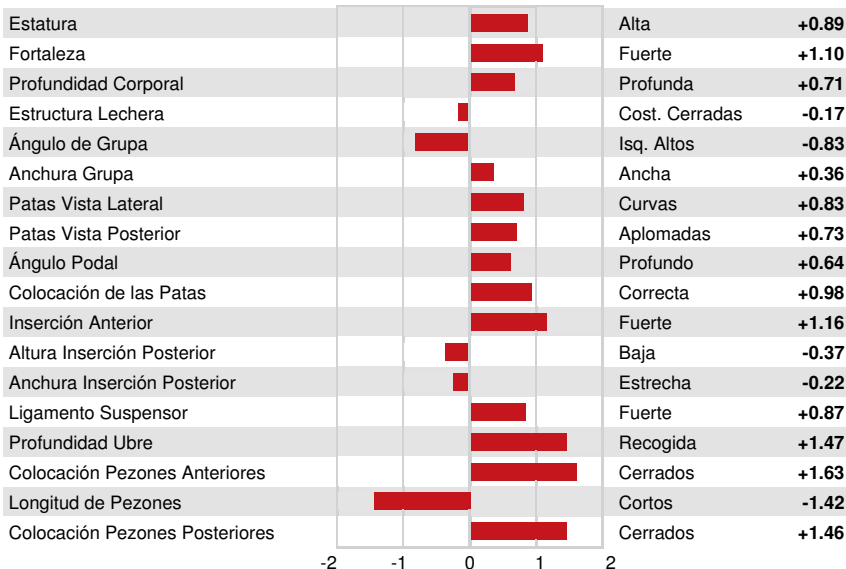 Estatura Alta +0.89
Fortaleza Fuerte +1.10
Profundidad Corporal Profunda +0.71
Estructura Lechera Cost. Cerradas -0.17
Ángulo de Grupa Isq. Altos -0.83
Anchura Grupa Ancha +0.36
Patas Vista Lateral Curvas +0.83
Patas Vista Posterior Aplomadas +0.73
Ángulo Podal Profundo +0.64
Colocación de las Patas Correcta +0.98
Inserción Anterior Fuerte +1.16
Altura Inserción Posterior Baja -0.37
Anchura Inserción Posterior Estrecha -0.22
Ligamento Suspensor Fuerte +0.87
Profundidad Ubre Recogida +1.47
Colocación Pezones Anteriores Cerrados +1.63
Longitud de Pezones Cortos -1.42
Colocación Pezones Posteriores Cerrados +1.46
-2 -1 0 1 2